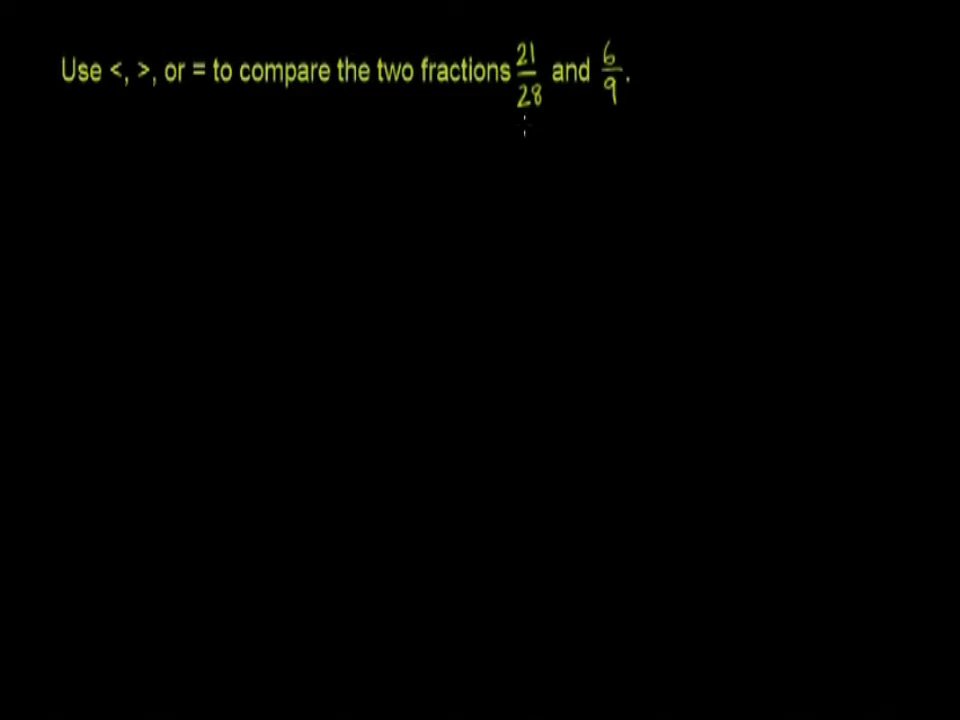 Use <, >, or = to compare the two fractions 21/28 and 6/9.